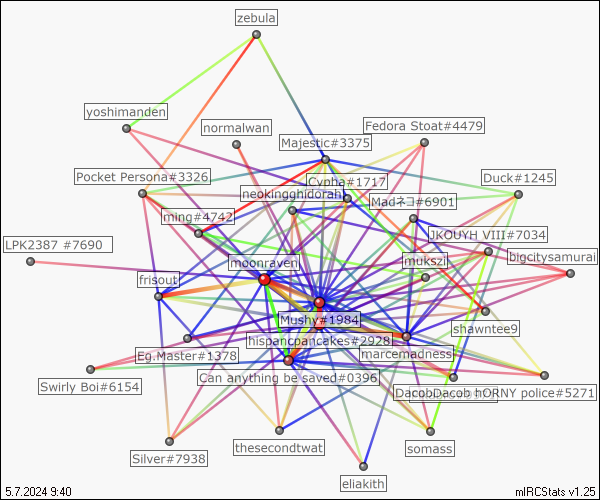 zebula
yoshimanden
normalwan
Fedora Stoat#4479
Majestic#3375
Pocket Persona#3326
Cypha#1717
Duck#1245
neokingghidorah
Madネコ#6901
ming#4742
JKOUYH VIII#7034
LPK2387 #7690
moonraven
mukszi
bigcitysamurai
frisout
Mushy#1984
shawntee9
hispancpancakes#2928
Eg.Master#1378
marcemadness
Can anything be saved#0396
Swirly Boi#6154
DacobDacob hORNY police#5271
thesecondtwat
somass
Silver#7938
eliakith
5.7.2024 9:40
mIRCStats v1.25